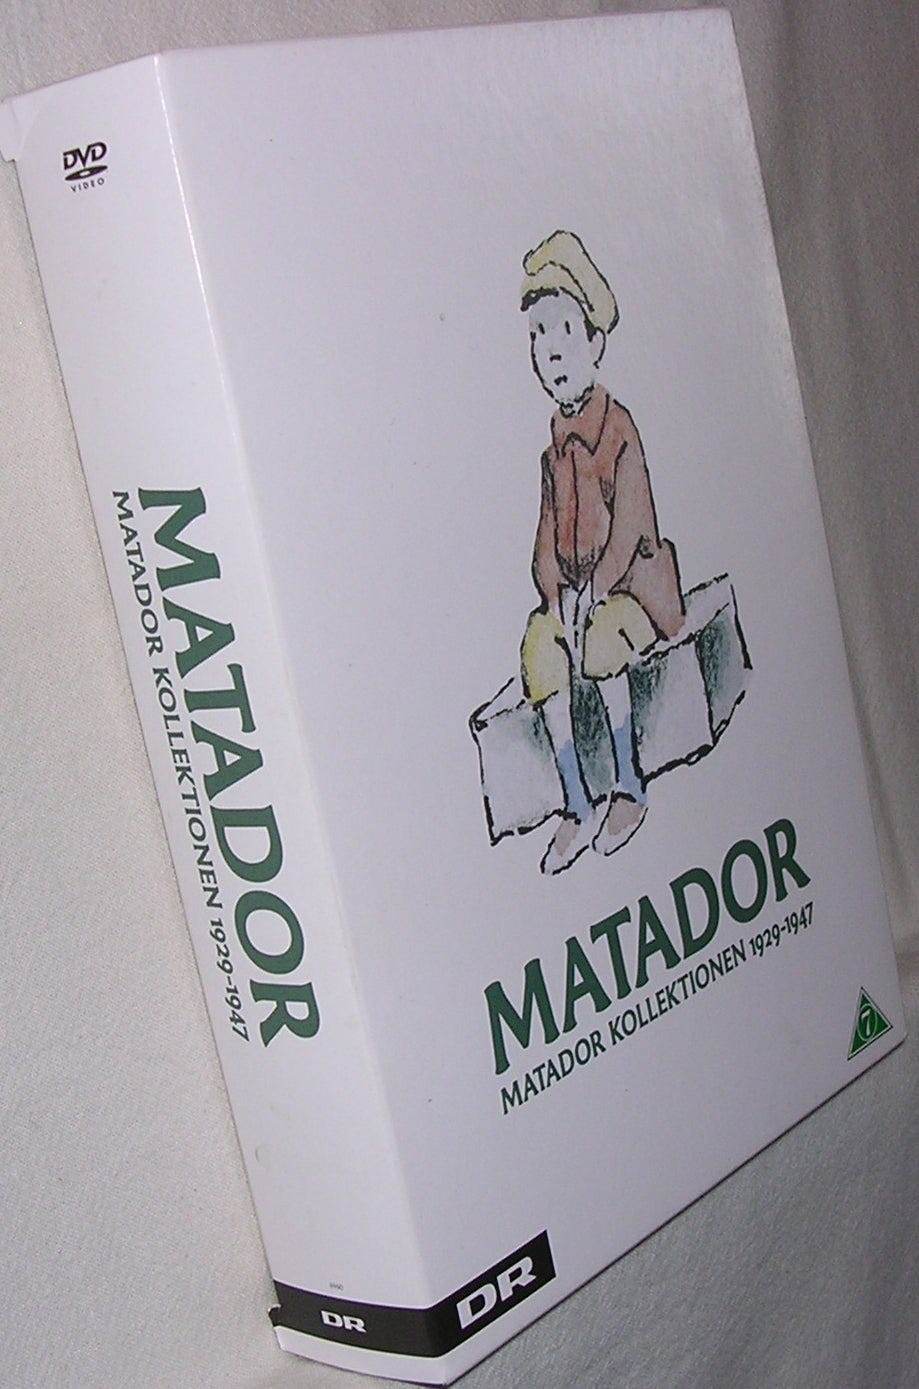 DVD
VIDEO
MATADOR
MATADOR KOLLEKTIONEN 1929-1947
DR
MATADOR
MATADOR KOLLEKTIONEN 1929-1947
7
DR